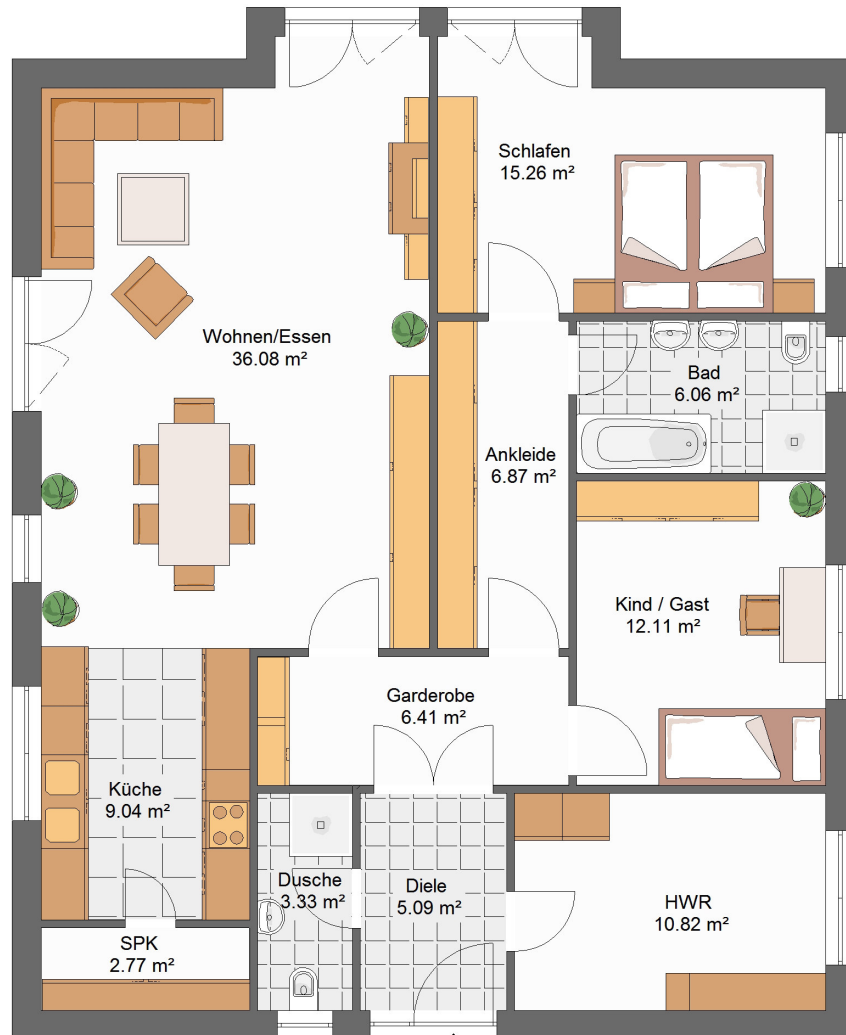 Schlafen
15.26 m²
Wohnen/Essen
36.08 m²
Bad
6.06 m²
Ankleide
6.87 m²
Kind / Gast
12.11 m²
Garderobe
6.41 m²
Küche
9.04 m²
Dusche
3.33 m²
Diele
5.09 m²
HWR
10.82 m²
SPK
2.77 m²